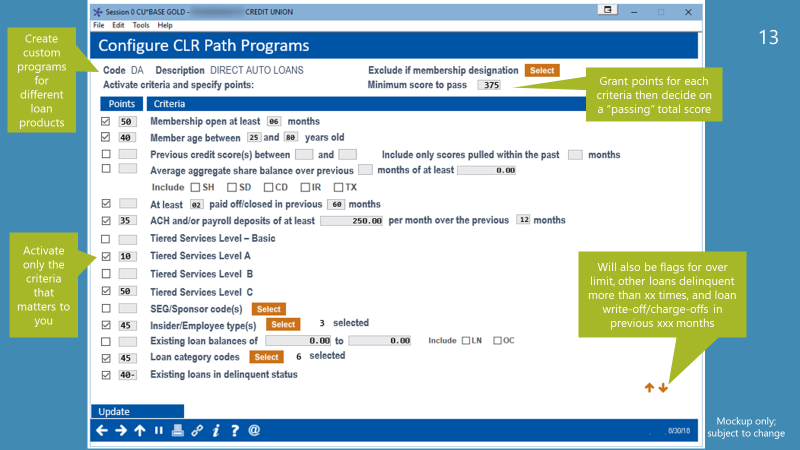 Session 0 CU*BASE GOLD -
CREDIT UNION
File Edit Tools Help
13
Configure CLR Path Programs
Create
custom
programs
for
different
loan
products
Code DA Description DIRECT AUTO LOANS
Exclude if membership designation Select
Activate criteria and specify points:
Minimum score to pass 375
Grant points for each
criteria then decide on
a "passing" total score
Points Criteria
50 Membership open at least 06 months
40 Member age between 25 and 80 years old
Previous credit score(s) between and Include only scores pulled within the past months
Average aggregate share balance over previous months of at least 0.00
Include SH SD CD IR TX
At least 02 paid off/closed in previous 60 months
35 ACH and/or payroll deposits of at least 250.00 per month over the previous 12 months
Tiered Services Level – Basic
10 Tiered Services Level A
Tiered Services Level B
50 Tiered Services Level C
SEG/Sponsor code(s) Select
45 Insider/Employee type(s) Select 3 selected
Existing loan balances of 0.00 to 0.00 Include LN OC
45 Loan category codes Select 6 selected
40- Existing loans in delinquent status
Activate
only the
criteria
that
matters to
you
Will also be flags for over
limit, other loans delinquent
more than xx times, and loan
write-off/charge-offs in
previous xxx months
Update
8/30/18
Mockup only;
subject to change